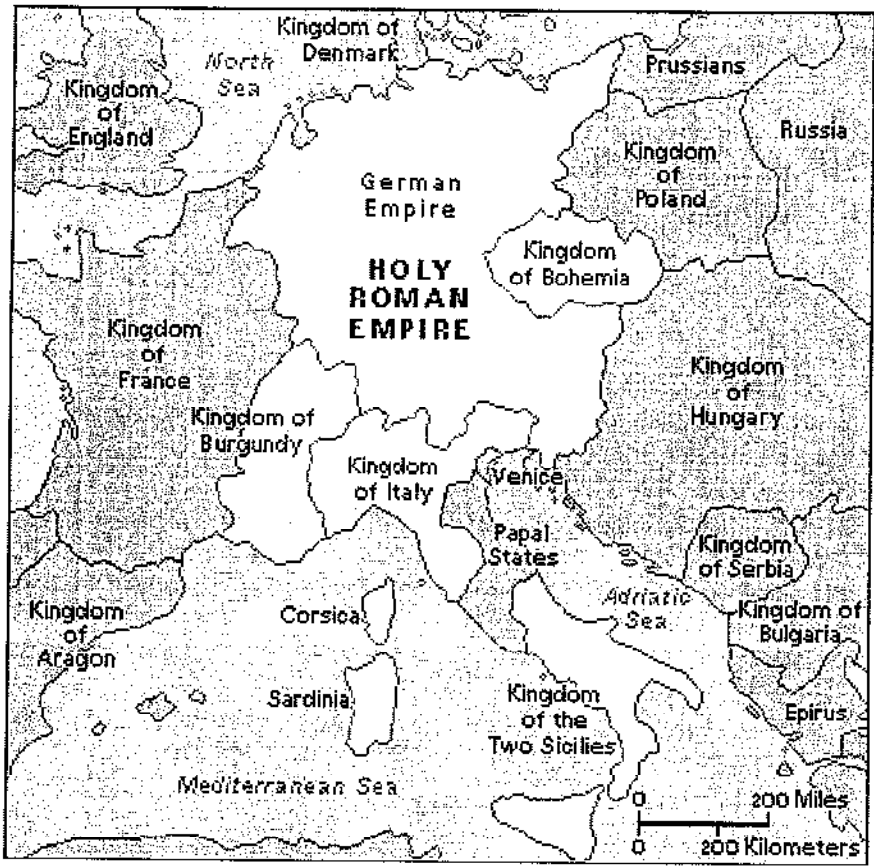 Kingdom of
Denmark
North
Sea
Prussians
Kingdom
of
England
Russia
Kingdom
of
Poland
German
Empire
Kingdom
of Bohemia
HOLY
ROMAN
EMPIRE
Kingdom
of
France
Kingdom
of
Hungary
Kingdom of
Burgundy
Kingdom
of Italy
Venice
Papal
States
Kingdom
of Serbia
Adriatic
Sea
Kingdom of
Bulgaria
Kingdom
of
Aragon
Corsica
Sardinia
Kingdom
of the
Two Sicilies
Epirus
Mediterranean Sea
0 200 Miles
0 200 Kilometers